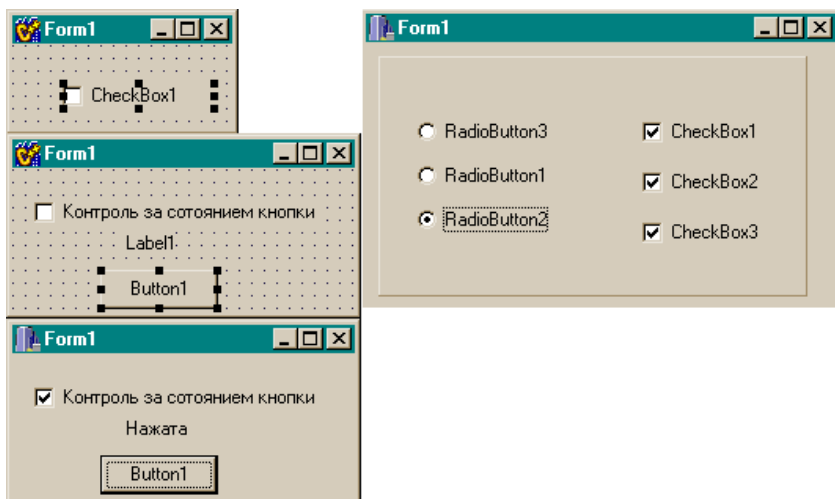 Form1
CheckBox1
Form1
Контроль за сотоянием кнопки
Label1
Button1
Form1
Контроль за сотоянием кнопки
Нажата
Button1
Form1
RadioButton3
CheckBox1
RadioButton1
CheckBox2
RadioButton2
CheckBox3